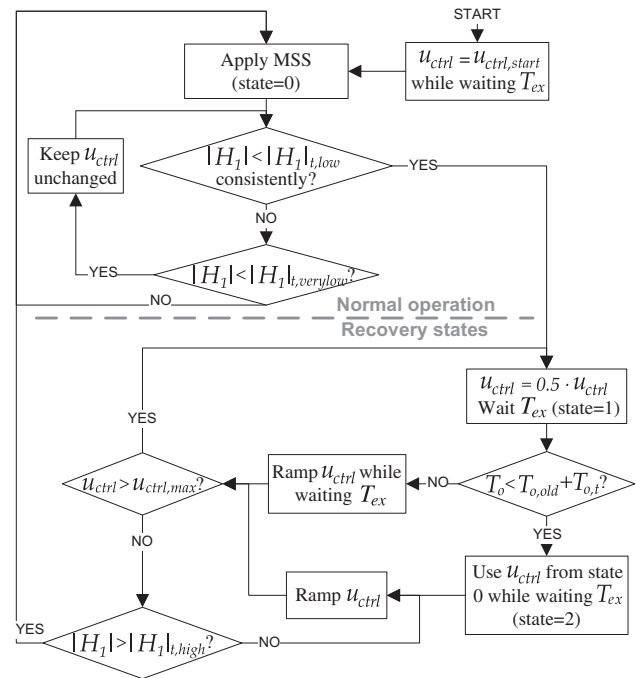 START
u_ctrl = u_ctrl,start
while waiting T_ex
Apply MSS
(state=0)
Keep u_ctrl
unchanged
|H_1|<|H_1|_t,low
consistently?
YES
NO
|H_1|<|H_1|_t,verylow?
YES
NO
Normal operation
Recovery states
u_ctrl = 0.5 · u_ctrl
Wait T_ex (state=1)
YES
u_ctrl>u_ctrl,max?
Ramp u_ctrl while
waiting T_ex
NO
T_o<T_o,old+T_o,t?
YES
NO
Use u_ctrl from state
0 while waiting T_ex
(state=2)
Ramp u_ctrl
YES
|H_1|>|H_1|_t,high?
NO